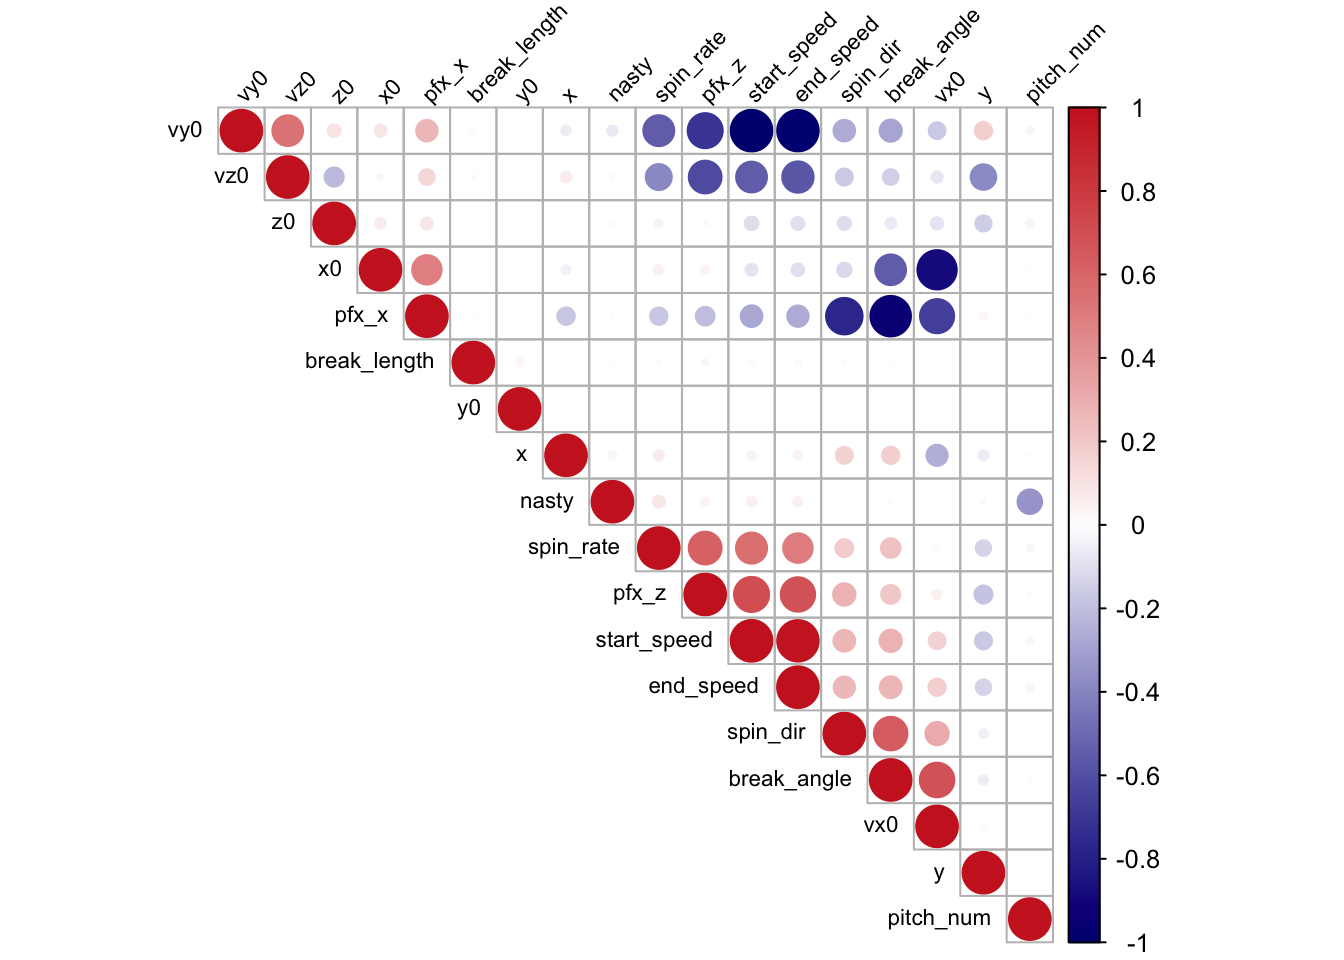 vy0
vz0
z0
x0
pfx_x
break_length
y0
x
nasty
spin_rate
pfx_z
start_speed
end_speed
spin_dir
break_angle
vx0
y
pitch_num
vy0
vz0
z0
x0
pfx_x
break_length
y0
x
nasty
spin_rate
pfx_z
start_speed
end_speed
spin_dir
break_angle
vx0
y
pitch_num
1
0.8
0.6
0.4
0.2
0
-0.2
-0.4
-0.6
-0.8
-1